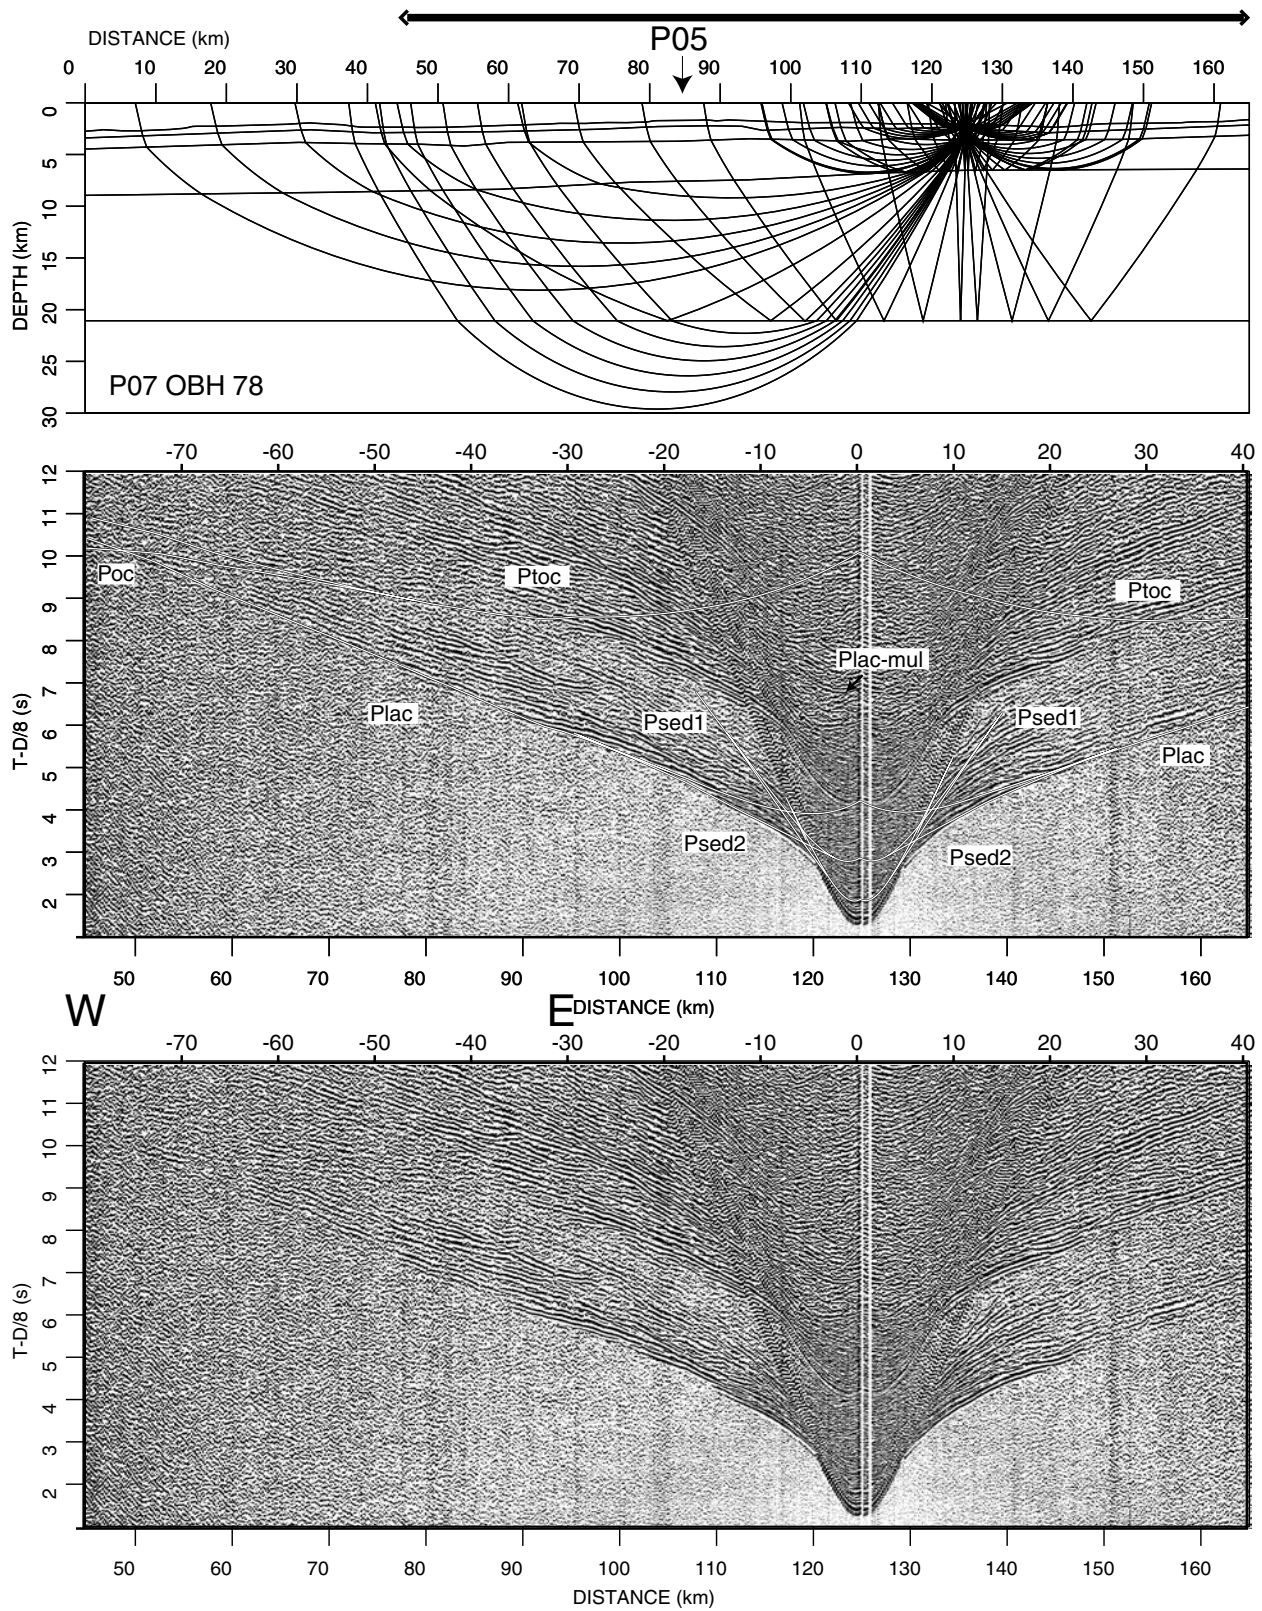 DISTANCE (km)
P05
0 10 20 30 40 50 60 70 80 90 100 110 120 130 140 150 160
0
5
10
15
20
25
30
DEPTH (km)
P07 OBH 78
-70 -60 -50 -40 -30 -20 -10 0 10 20 30 40
12
11
10
9
8
7
6
5
4
3
2
T-D/8 (s)
Poc
Ptoc
Ptoc
Plac-mul
Plac
Psed1
Psed1
Plac
Psed2
Psed2
50 60 70 80 90 100 110 120 130 140 150 160
W E DISTANCE (km)
-70 -60 -50 -40 -30 -20 -10 0 10 20 30 40
12
11
10
9
8
7
6
5
4
3
2
T-D/8 (s)
50 60 70 80 90 100 110 120 130 140 150 160
DISTANCE (km)